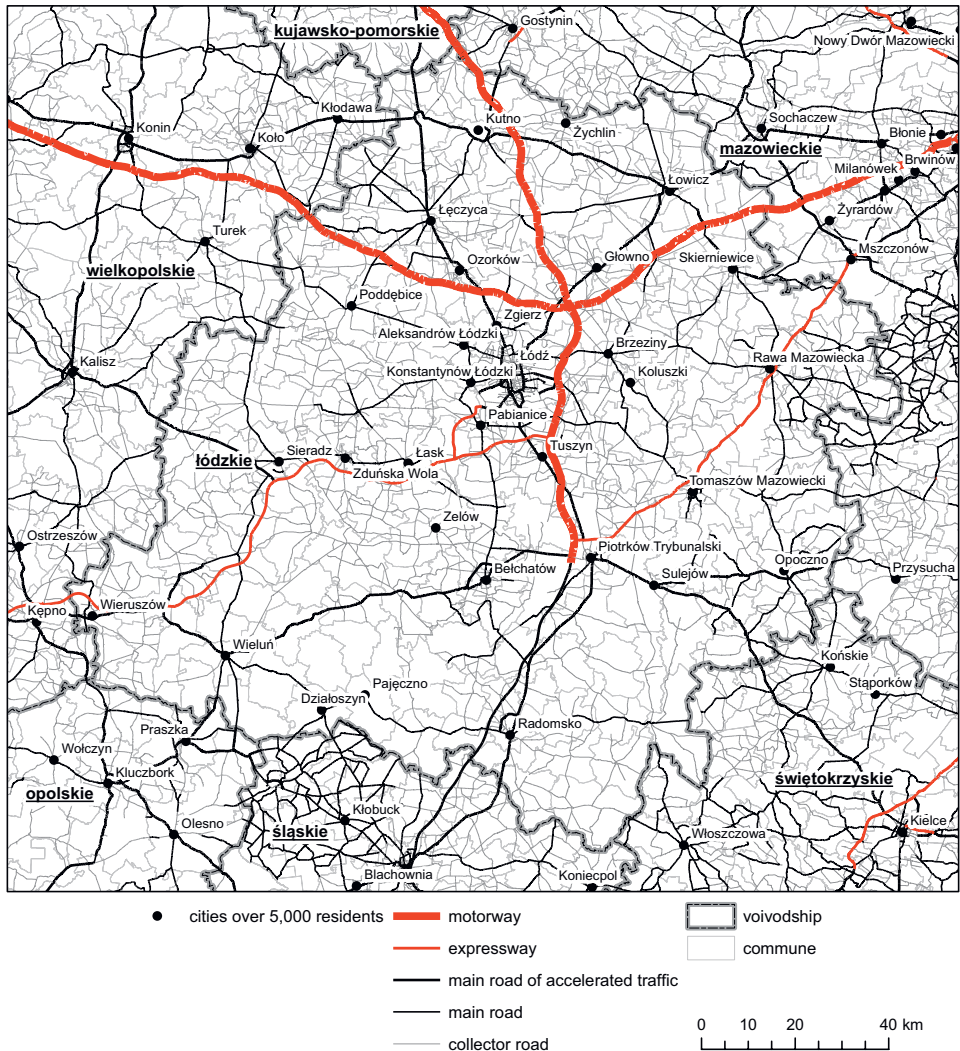 Gostynin
kujawsko-pomorskie
Nowy Dwór Mazowiecki
Kłodawa
Kutno
Żychlin
Sochaczew
Konin
Koło
Błonie
mazowieckie
Brwinów
Milanówek
Łowicz
Łęczyca
Żyrardów
Turek
Mszczonów
wielkopolskie
Ozorków
Głowno
Skierniewice
Poddębice
Zgierz
Aleksandrów Łódzki
Brzeziny
Łódź
Kalisz
Rawa Mazowiecka
Konstantynów Łódzki
Koluszki
Pabianice
Sieradz
Łask
Tuszyn
łódzkie
Zduńska Wola
Tomaszów Mazowiecki
Zelów
Ostrzeszów
Piotrków Trybunalski
Opoczno
Bełchatów
Sulejów
Przysucha
Kępno
Wieruszów
Wieluń
Końskie
Pajęczno
Stąporków
Działoszyn
Radomsko
Praszka
Wołczyn
Kluczbork
świętokrzyskie
opolskie
Kłobuck
Kielce
Olesno
śląskie
Włoszczowa
Blachownia
Koniecpol
cities over 5,000 residents
motorway
voivodship
expressway
commune
main road of accelerated traffic
main road
collector road
0 10 20 40 km